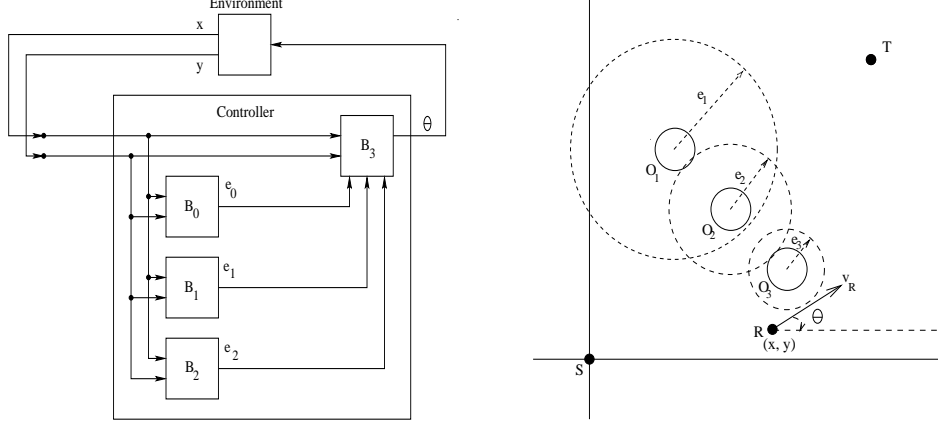 Environment
x
y
Controller
θ
B3
e0
B0
e1
B1
e2
B2
T
e1
O1
e2
O2
e3
O3
vR
θ
R
(x, y)
S